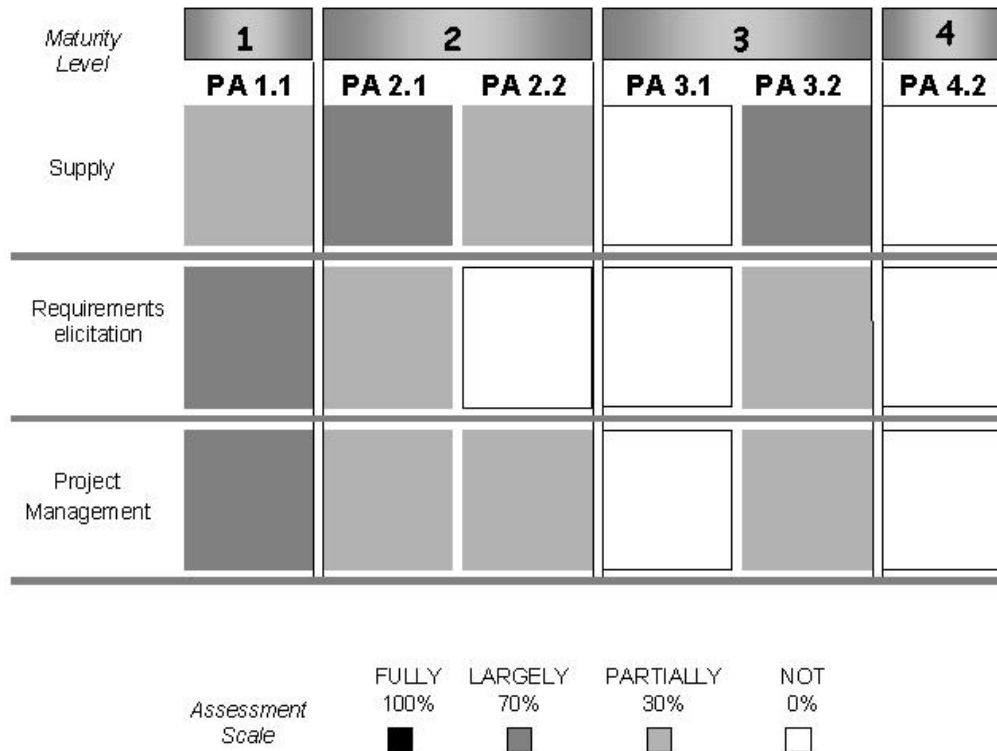 Maturity
Level
1 2 3 4
PA 1.1 PA 2.1 PA 2.2 PA 3.1 PA 3.2 PA 4.2
Supply
Requirements
elicitation
Project
Management
Assessment
Scale
FULLY LARGELY PARTIALLY NOT
100% 70% 30% 0%